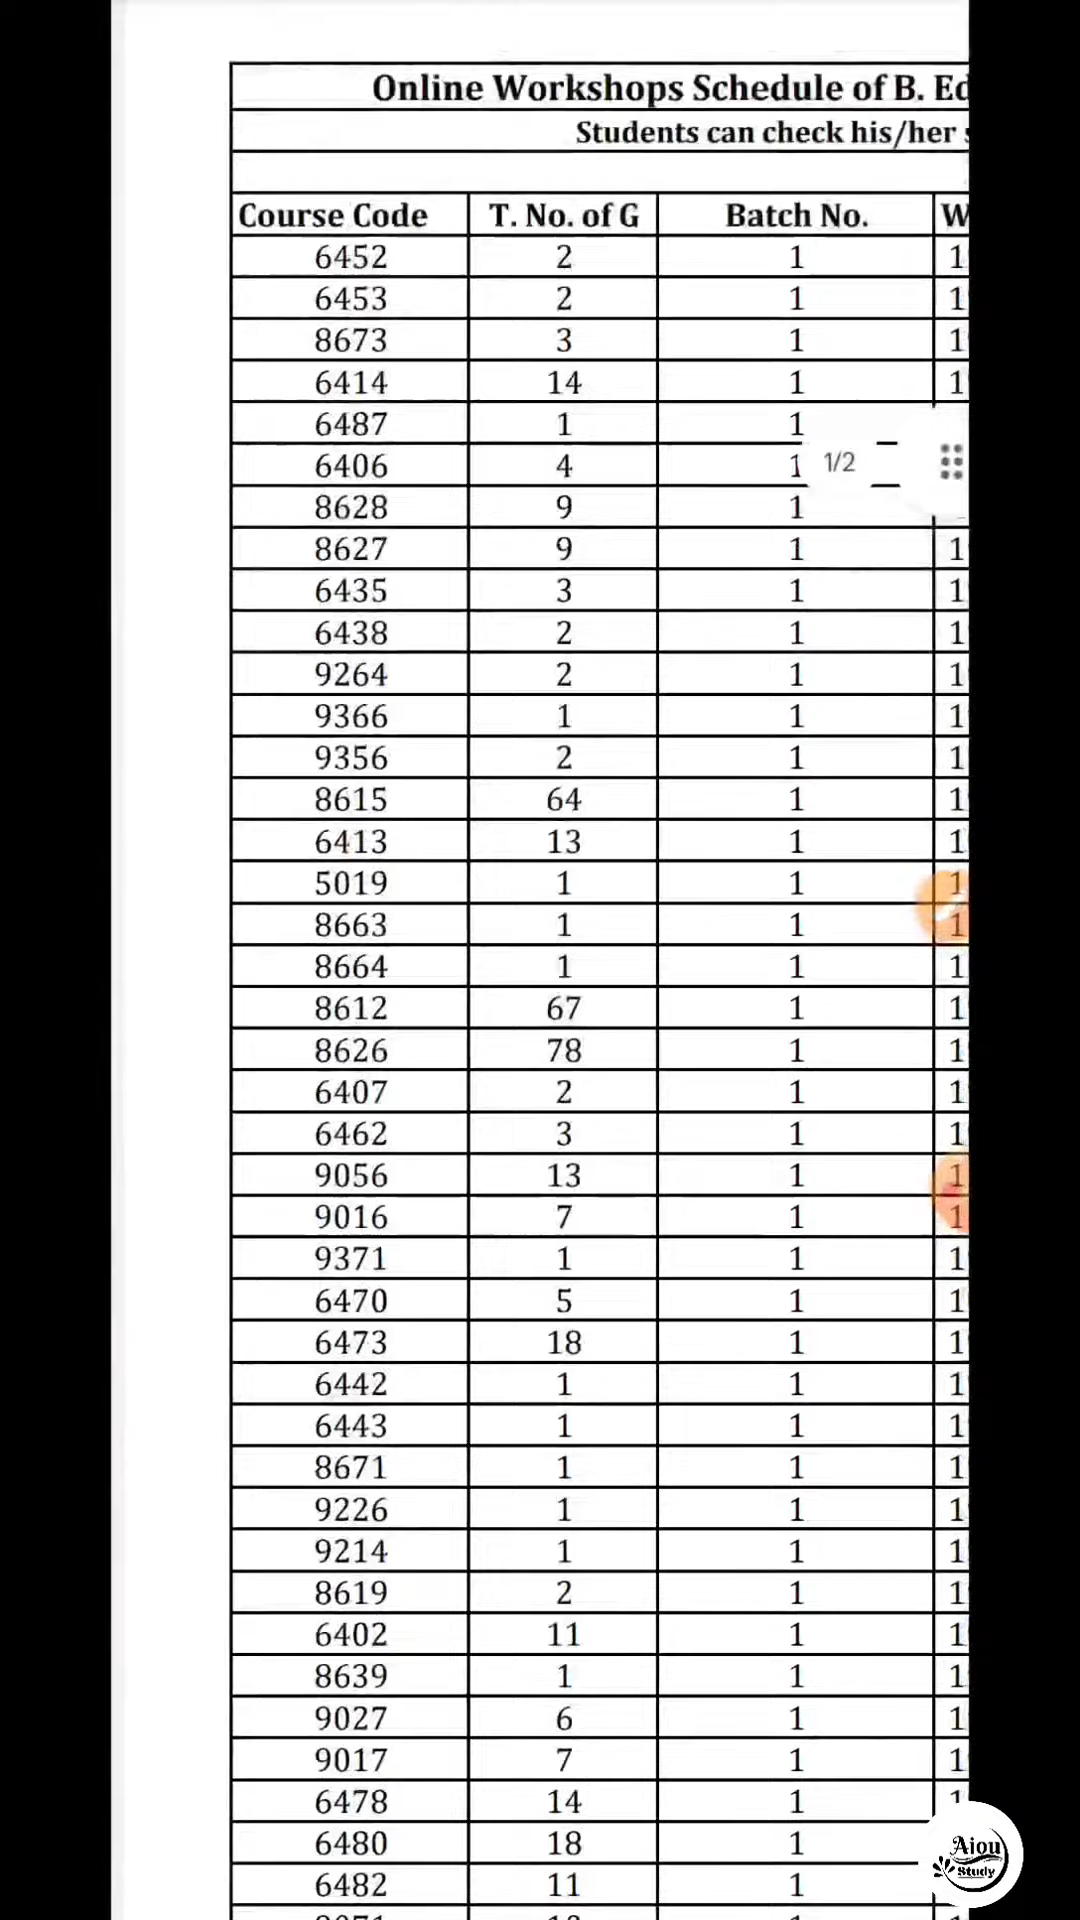 Online Workshops Schedule of B. Ed
Students can check his/her
Course Code T. No. of G Batch No. W
6452 2 1 1
6453 2 1 1
8673 3 1 1
6414 14 1 1
6487 1 1
6406 4 1 1/2
8628 9 1
8627 9 1 1
6435 3 1 1
6438 2 1 1
9264 2 1 1
9366 1 1 1
9356 2 1 1
8615 64 1 1
6413 13 1 1
5019 1 1 1
8663 1 1 1
8664 1 1 1
8612 67 1 1
8626 78 1 1
6407 2 1 1
6462 3 1 1
9056 13 1 1
9016 7 1 1
9371 1 1 1
6470 5 1 1
6473 18 1 1
6442 1 1 1
6443 1 1 1
8671 1 1 1
9226 1 1 1
9214 1 1 1
8619 2 1 1
6402 11 1 1
8639 1 1 1
9027 6 1 1
9017 7 1 1
6478 14 1 1
6480 18 1
6482 11 1
Aiou
Study